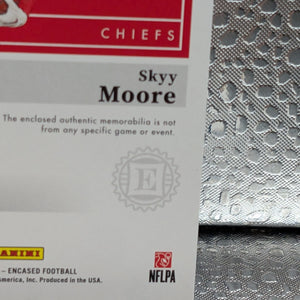 CHIEFS
Skyy
Moore
The enclosed authentic memorabilia is not
from any specific game or event.
E
PANINI
– ENCASED FOOTBALL
America, Inc. Produced in the USA.
NFLPA